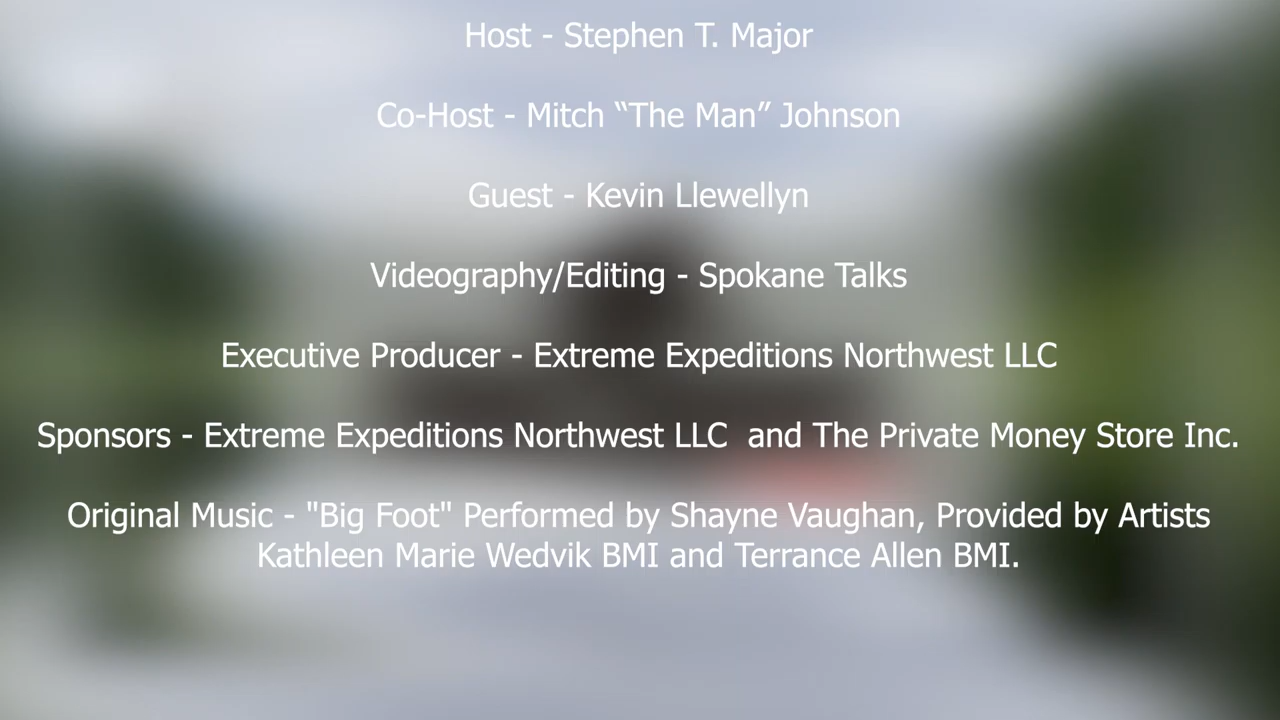 Host - Stephen T. Major
Co-Host - Mitch “The Man” Johnson
Guest - Kevin Llewellyn
Videography/Editing - Spokane Talks
Executive Producer - Extreme Expeditions Northwest LLC
Sponsors - Extreme Expeditions Northwest LLC  and The Private Money Store Inc.
Original Music - "Big Foot" Performed by Shayne Vaughan, Provided by Artists
Kathleen Marie Wedvik BMI and Terrance Allen BMI.